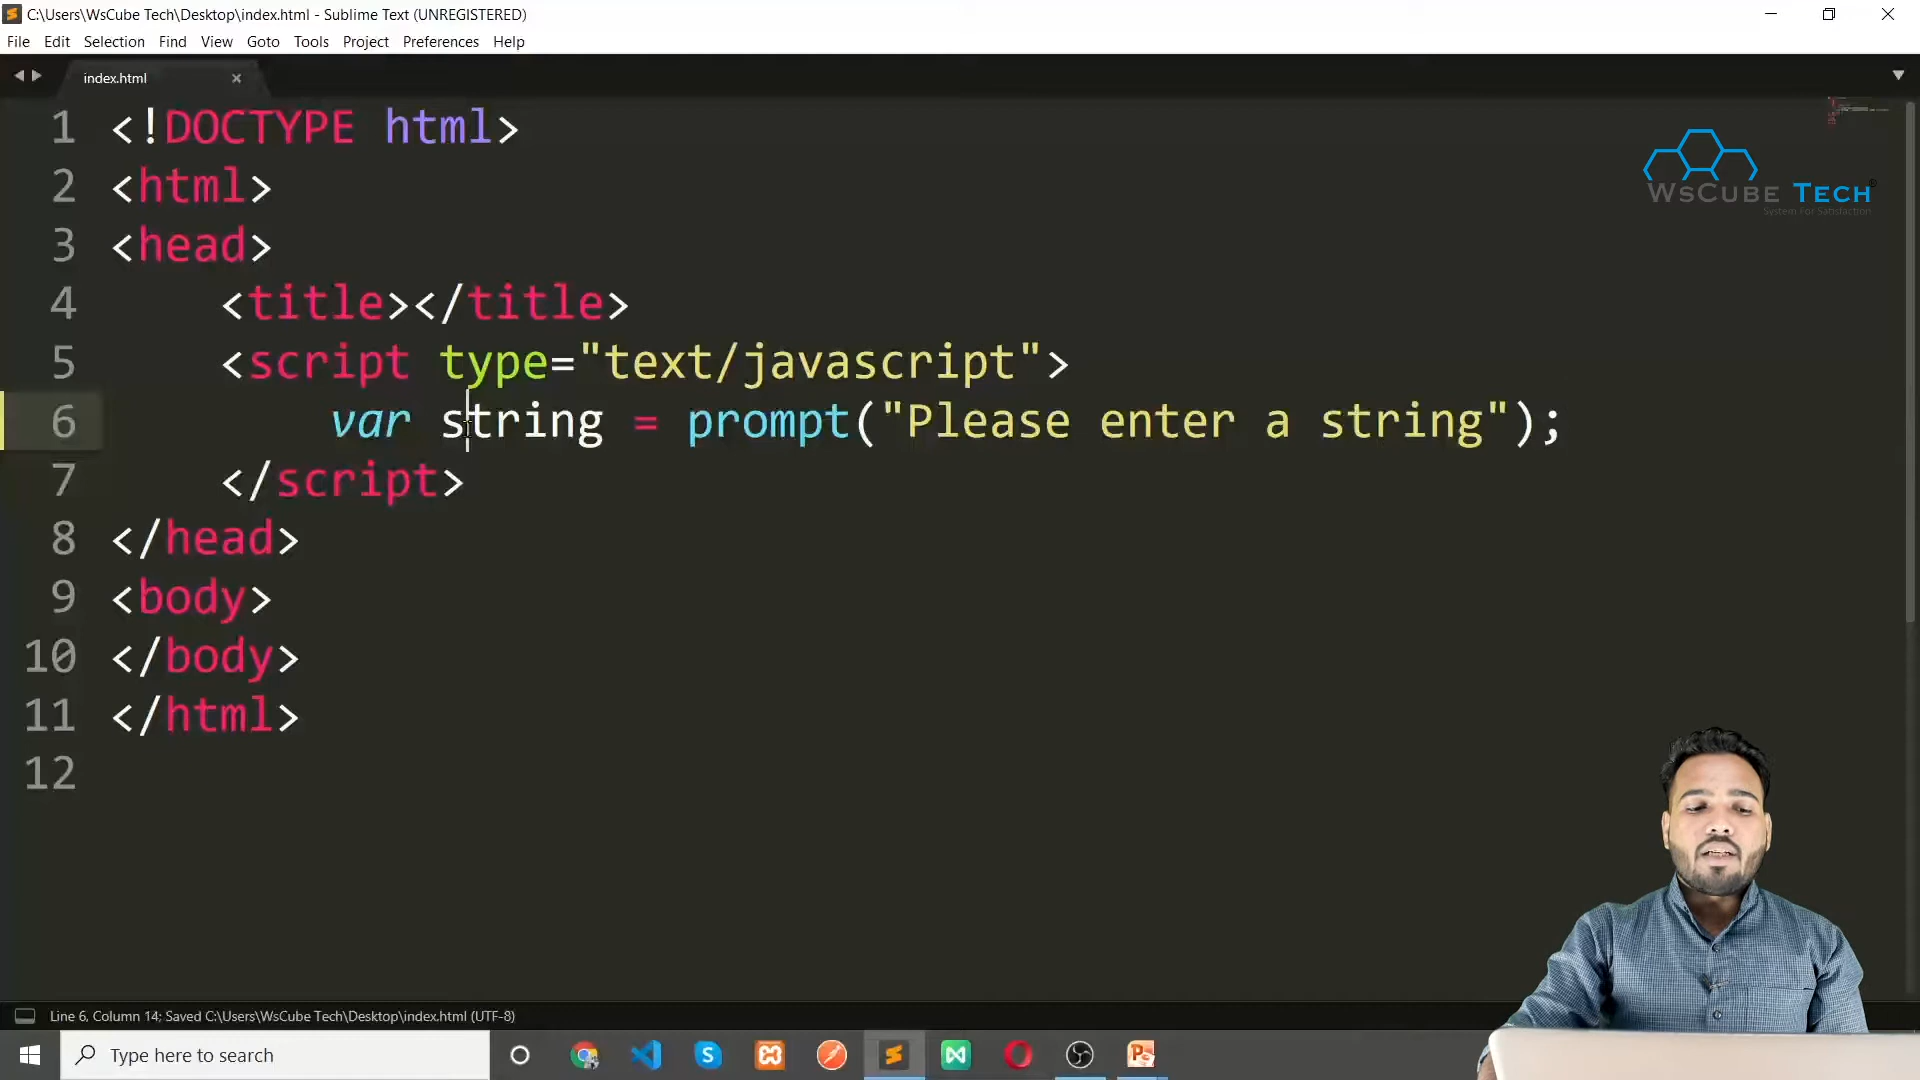 C:\Users\WsCube Tech\Desktop\index.html - Sublime Text (UNREGISTERED)
File Edit Selection Find View Goto Tools Project Preferences Help
index.html
1 <!DOCTYPE html>
2 <html>
3 <head>
4 <title></title>
5 <script type="text/javascript">
6 var string = prompt("Please enter a string");
7 </script>
8 </head>
9 <body>
10 </body>
11 </html>
12
WsCube Tech
System For Satisfaction
Line 6, Column 14; Saved C:\Users\WsCube Tech\Desktop\index.html (UTF-8)
Type here to search